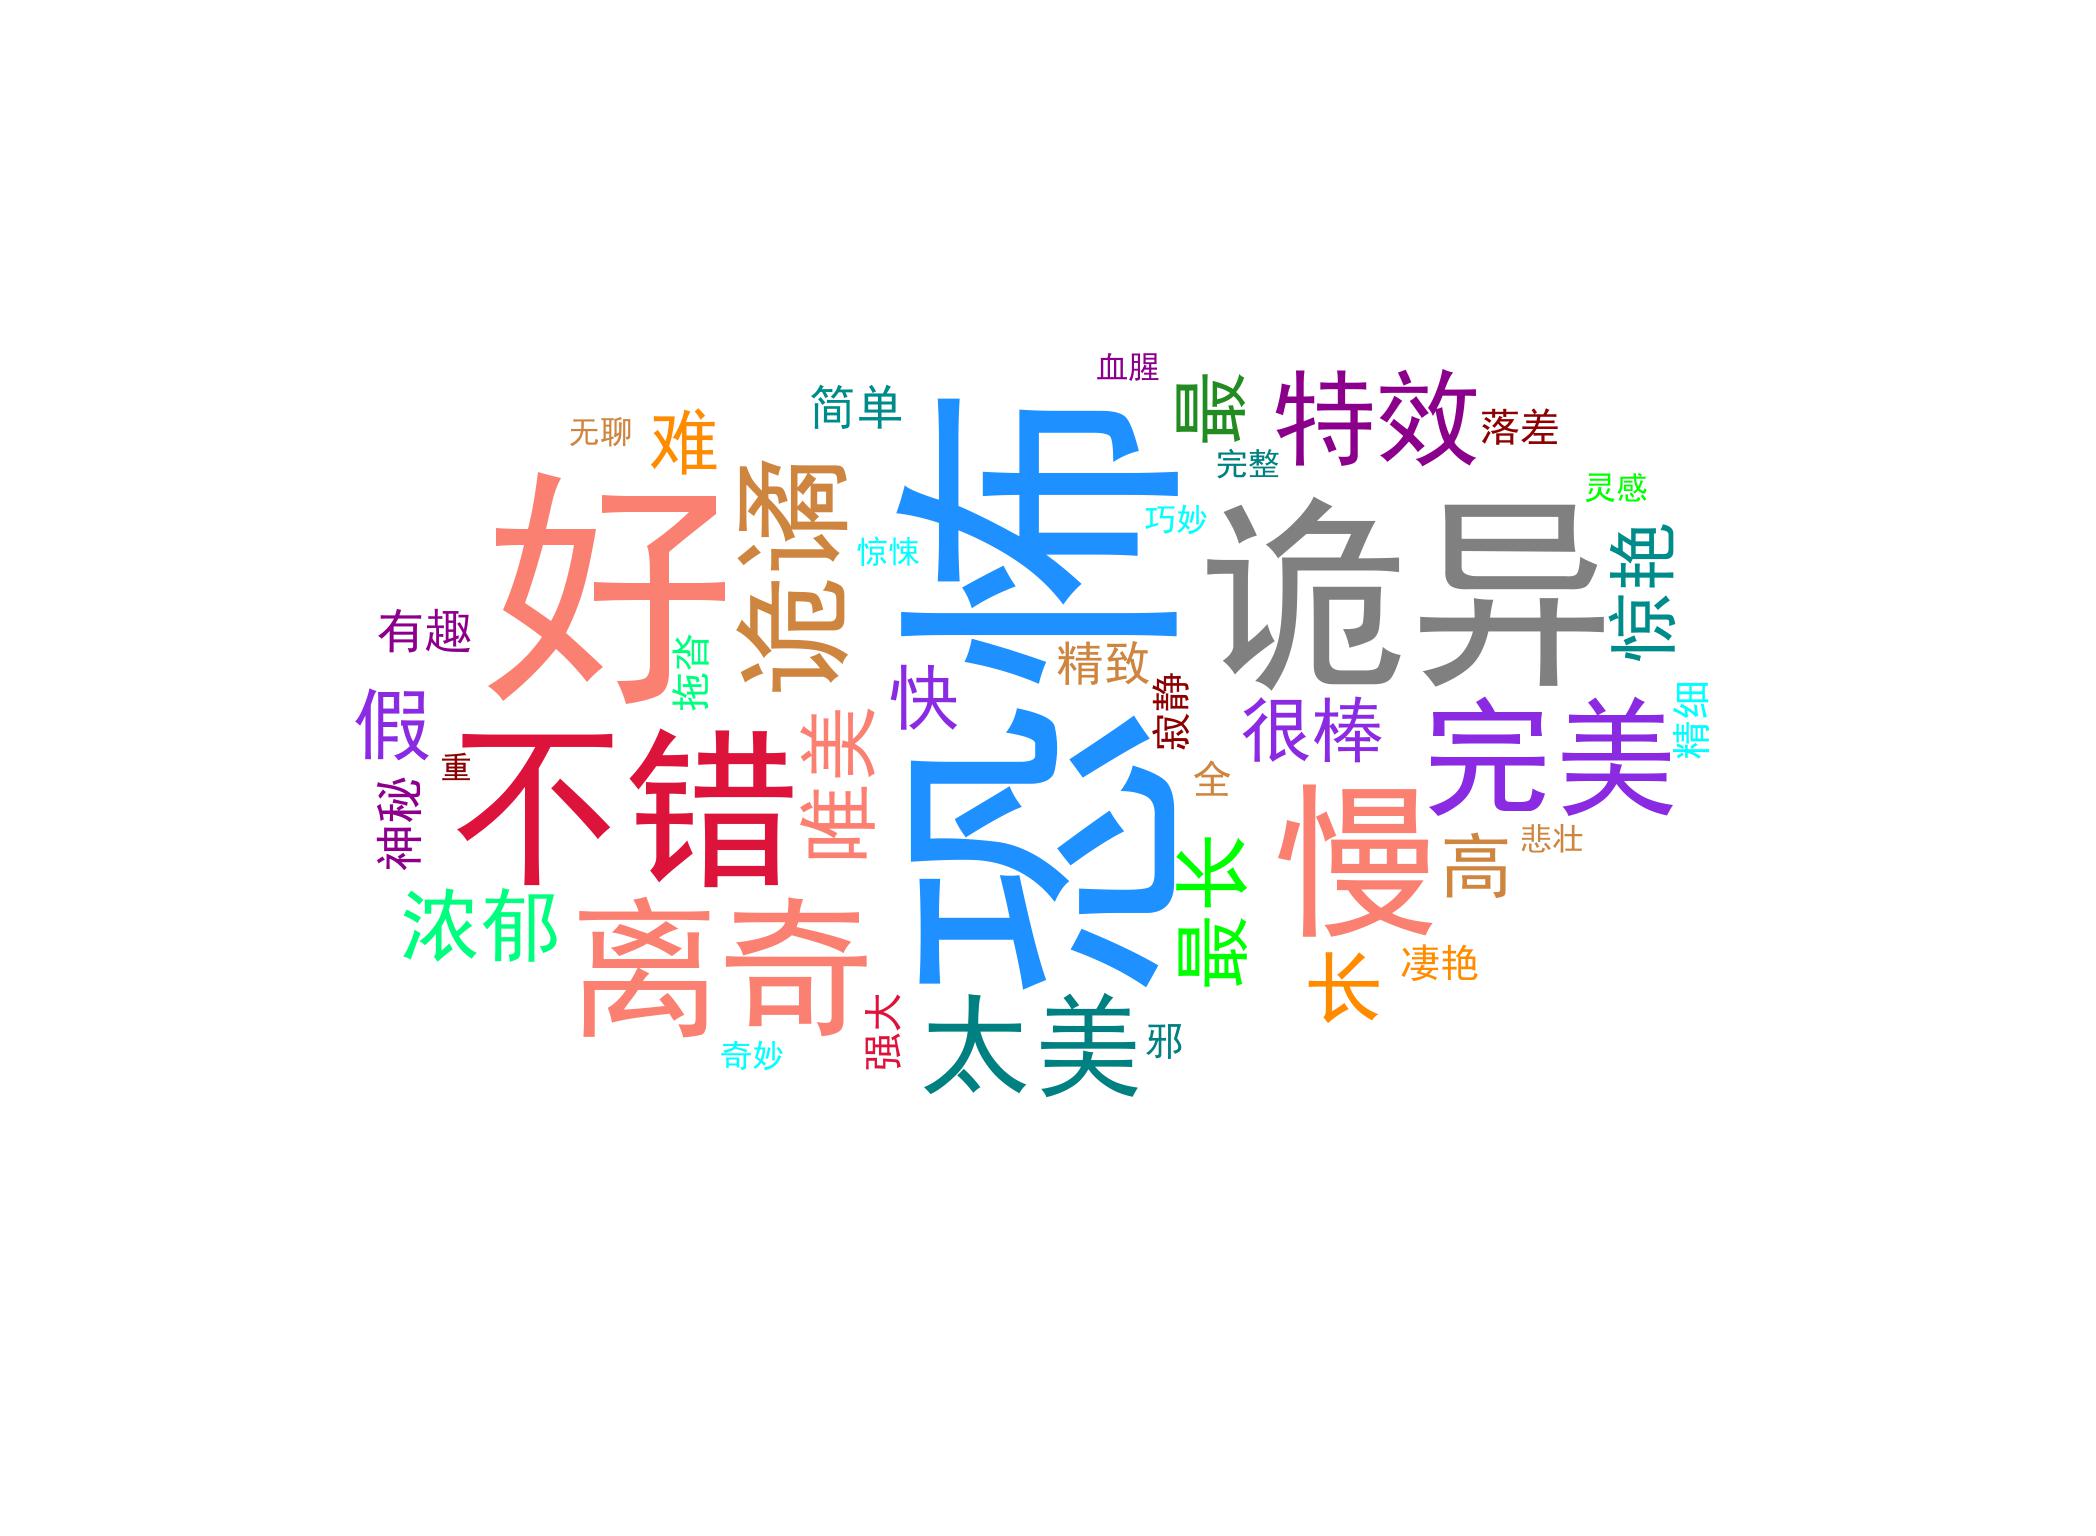 血腥
最
特效
简单
恐怖
落差
难
无聊
完整
诡谲
好
灵感
诡异
巧妙
惊艳
惊悚
有趣
拖沓
精致
寂静
快
假
很棒
完美
精细
唯美
不错
重
神秘
全
慢
最长
高
悲壮
浓郁
离奇
长
凄艳
强大
太美
邪
奇妙